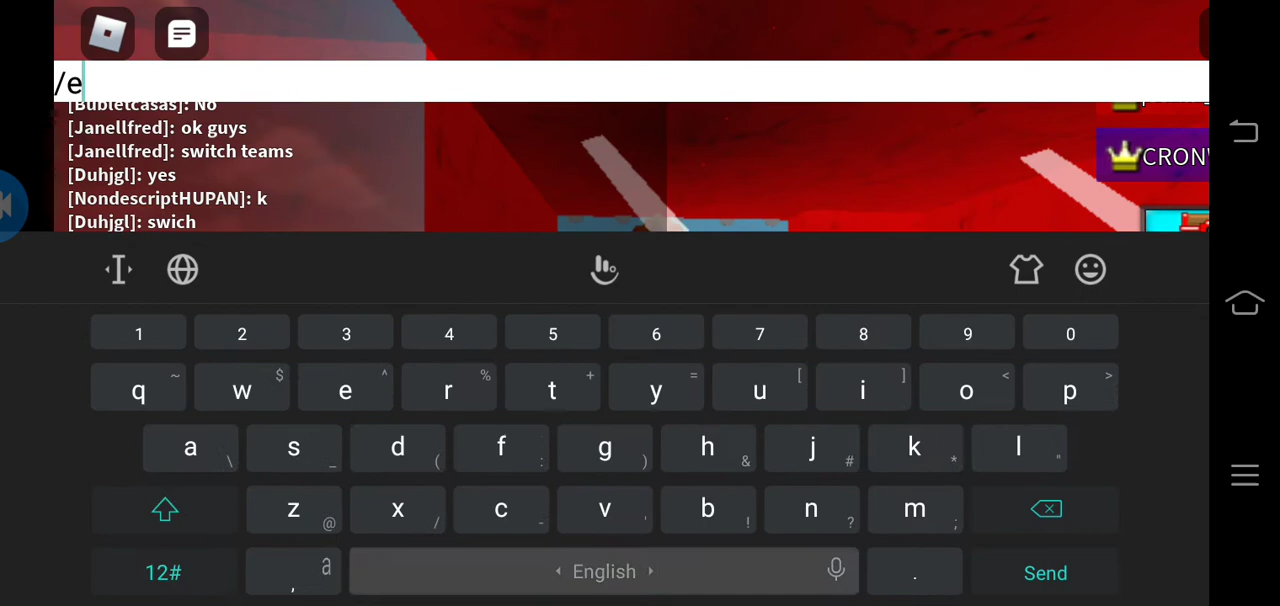 /e
[Bubletcasas]: No
[Janellfred]: ok guys
[Janellfred]: switch teams
[Duhjgl]: yes
[NondescriptHUPAN]: k
[Duhjgl]: swich
CRON
1 2 3 4 5 6 7 8 9 0
q ~ w $ e ^ r % t + y = u [ i ] o < p >
a \ s _ d ( f : g ) h & j # k * l "
z @ x / c - v ' b ! n ? m ;
12# , â English . Send